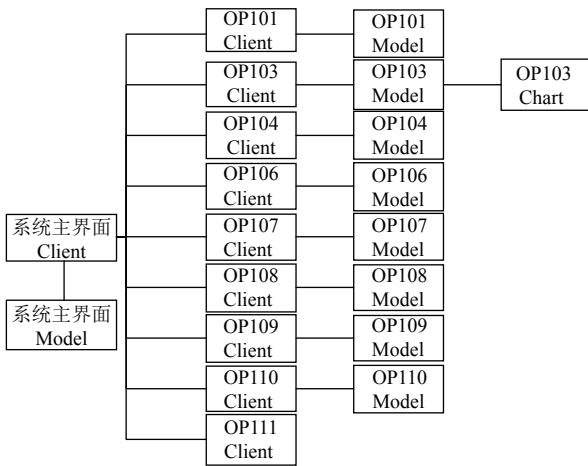 OP101
Client
OP101
Model
OP103
Client
OP103
Model
OP103
Chart
OP104
Client
OP104
Model
OP106
Client
OP106
Model
系统主界面
Client
OP107
Client
OP107
Model
系统主界面
Model
OP108
Client
OP108
Model
OP109
Client
OP109
Model
OP110
Client
OP110
Model
OP111
Client